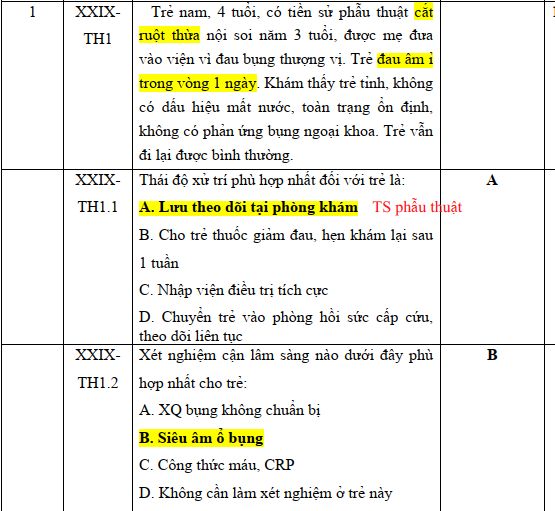 1 XXIX- Trẻ nam, 4 tuổi, có tiền sử phẫu thuật cắt
TH1 ruột thừa nội soi năm 3 tuổi, được mẹ đưa
vào viện vì đau bụng thượng vị. Trẻ đau âm ỉ
trong vòng 1 ngày. Khám thấy trẻ tỉnh, không
có dấu hiệu mất nước, toàn trạng ổn định,
không có phản ứng bụng ngoại khoa. Trẻ vẫn
đi lại được bình thường.
XXIX- Thái độ xử trí phù hợp nhất đối với trẻ là: A
TH1.1 A. Lưu theo dõi tại phòng khám TS phẫu thuật
B. Cho trẻ thuốc giảm đau, hẹn khám lại sau
1 tuần
C. Nhập viện điều trị tích cực
D. Chuyển trẻ vào phòng hồi sức cấp cứu,
theo dõi liên tục
XXIX- Xét nghiệm cận lâm sàng nào dưới đây phù B
TH1.2 hợp nhất cho trẻ:
A. XQ bụng không chuẩn bị
B. Siêu âm ổ bụng
C. Công thức máu, CRP
D. Không cần làm xét nghiệm ở trẻ này